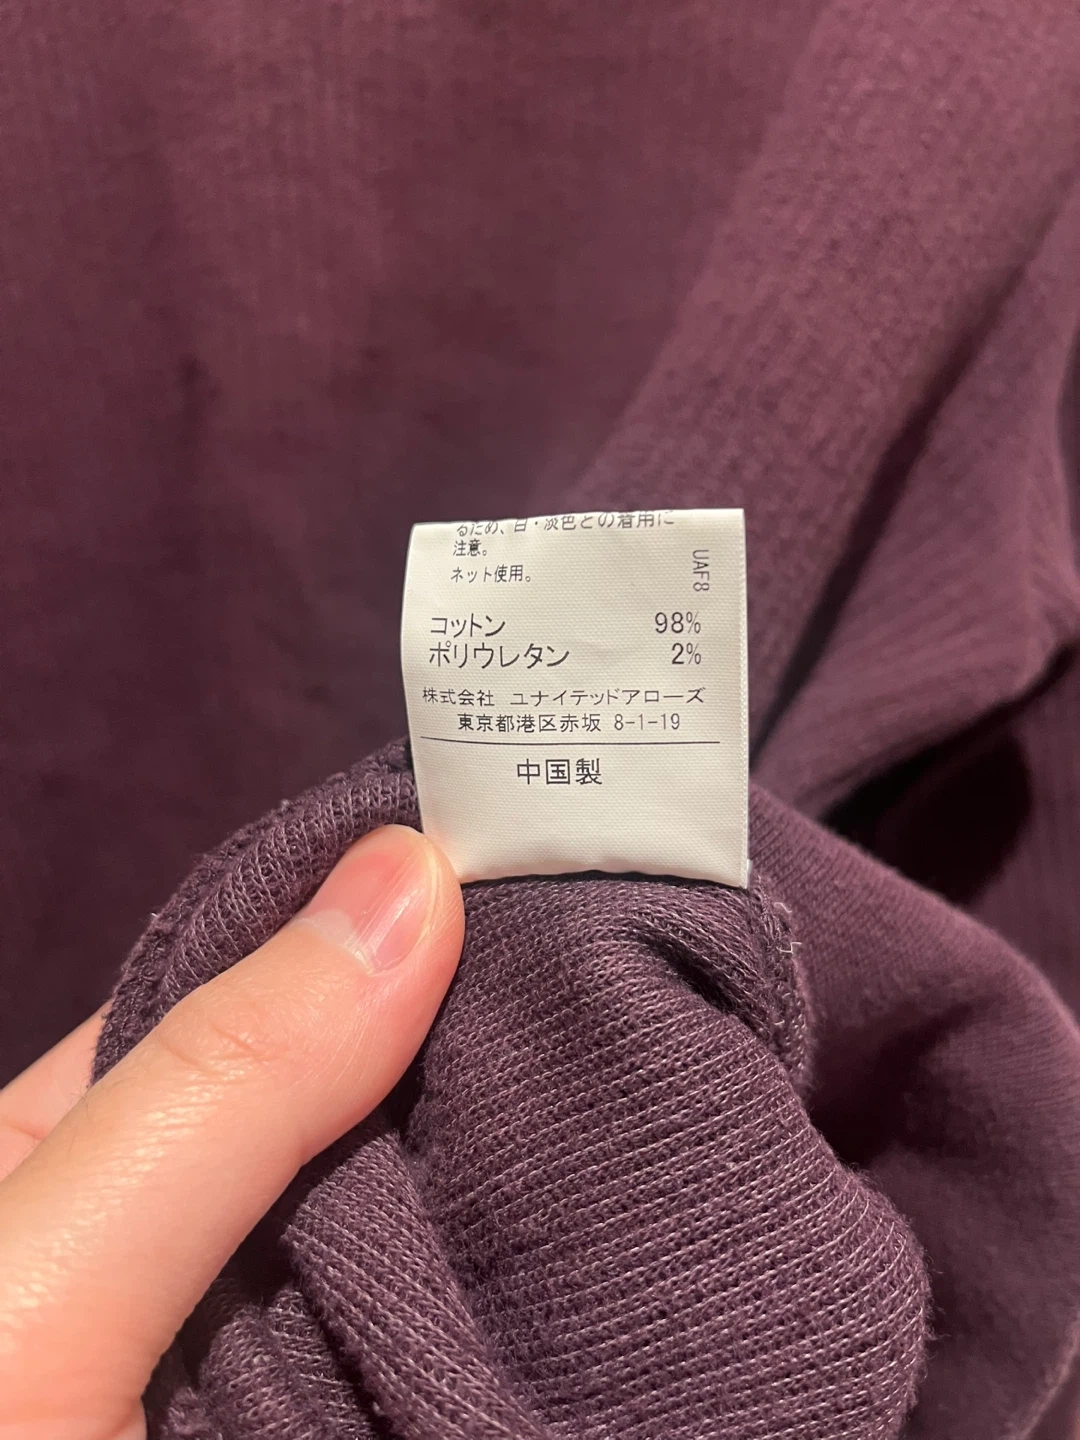 るため、白・淡色との着用に
注意。
ネット使用。
UAF8
コットン 98%
ポリウレタン 2%
株式会社 ユナイテッドアローズ
東京都港区赤坂 8-1-19
中国製